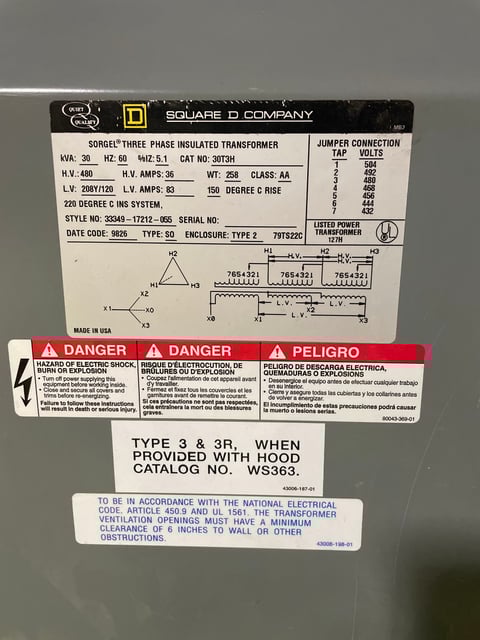 QUIET
Q
QUALITY
D
SQUARE D COMPANY
MB3
SORGEL® THREE PHASE INSULATED TRANSFORMER
kVA: 30 HZ: 60 %IZ: 5.1 CAT NO: 30T3H
H.V.: 480 H.V. AMPS: 36 WT: 258 CLASS: AA
L.V: 208Y/120 L.V. AMPS: 83 150 DEGREE C RISE
220 DEGREE C INS SYSTEM,
STYLE NO: 33349-17212-055 SERIAL NO:
DATE CODE: 9826 TYPE: SO ENCLOSURE: TYPE 2 79TS22C
JUMPER CONNECTION
TAP VOLTS
1 504
2 492
3 480
4 468
5 456
6 444
7 432
LISTED POWER
TRANSFORMER
127H
UL
H2
H1 H3
X2
X1 X0
X3
H1 H2 H3
H.V. H.V.
H.V.
7654321 7654321 7654321
L.V.
X2
L.V.
X0 X1 X3
MADE IN USA
DANGER
HAZARD OF ELECTRIC SHOCK,
BURN OR EXPLOSION
• Turn off power supplying this
equipment before working inside.
• Close and secure all covers and
trims before re-energizing.
Failure to follow these instructions
will result in death or serious injury.
DANGER
RISQUE D'ÉLECTROCUTION, DE
BRÛLURES OU D'EXPLOSION
• Coupez l'alimentation de cet appareil avant
d'y travailler.
• Fermez et fixez tous les couvercles et les
garnitures avant de remettre le courant.
Si ces précautions ne sont pas respectées,
cela entraînera la mort ou des blessures
graves.
PELIGRO
PELIGRO DE DESCARGA ELECTRICA,
QUEMADURAS O EXPLOSIONES
• Desenergice el equipo antes de efectuar cualquier trabajo
en su interior.
• Cierre y asegure todas las cubiertas y los collarines antes
de volver a energizar.
El incumplimiento de estas precauciones podrá causar
la muerte o lesiones serias.
80043-369-01
TYPE 3 & 3R, WHEN
PROVIDED WITH HOOD
CATALOG NO. WS363.
43006-187-01
TO BE IN ACCORDANCE WITH THE NATIONAL ELECTRICAL
CODE, ARTICLE 450.9 AND UL 1561. THE TRANSFORMER
VENTILATION OPENINGS MUST HAVE A MINIMUM
CLEARANCE OF 6 INCHES TO WALL OR OTHER
OBSTRUCTIONS.
43006-198-01